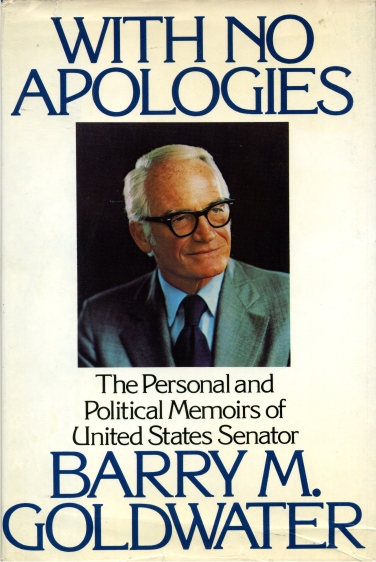 WITH NO
APOLOGIES
The Personal and
Political Memoirs of
United States Senator
BARRY M.
GOLDWATER